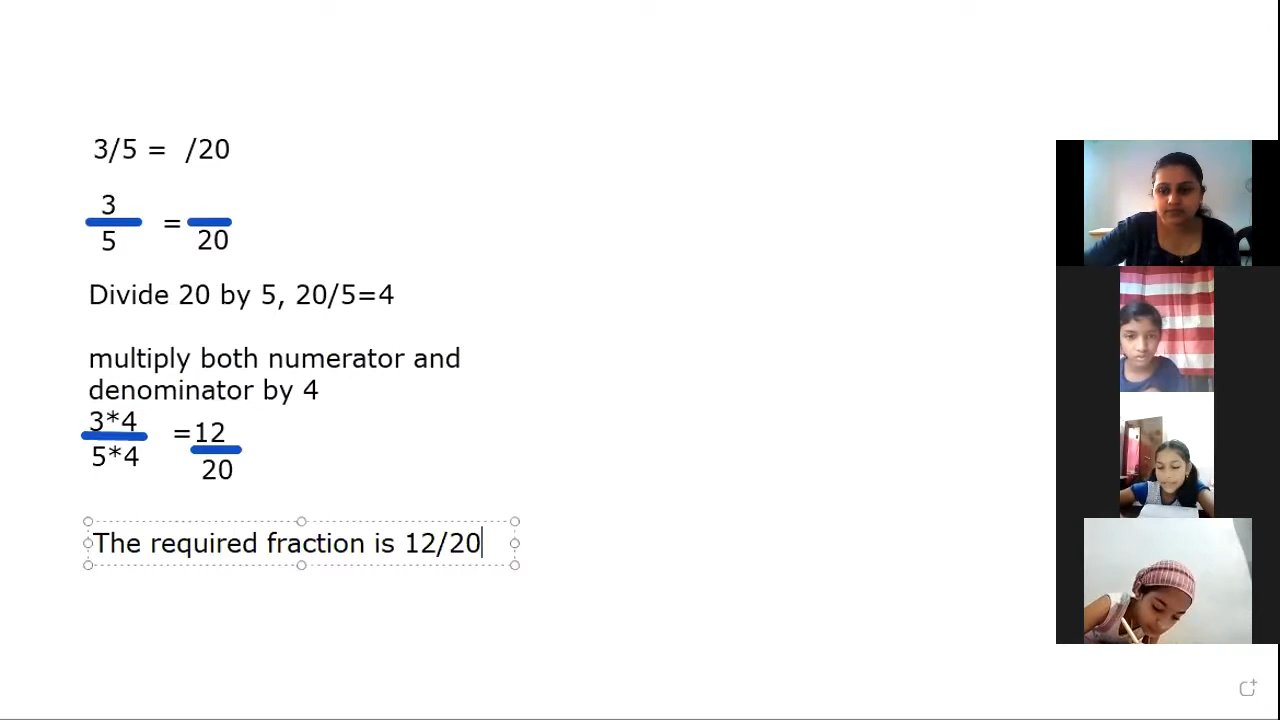 3/5 =  /20
3
5
=
20
Divide 20 by 5, 20/5=4
multiply both numerator and
denominator by 4
3*4
5*4
=12
20
The required fraction is 12/20